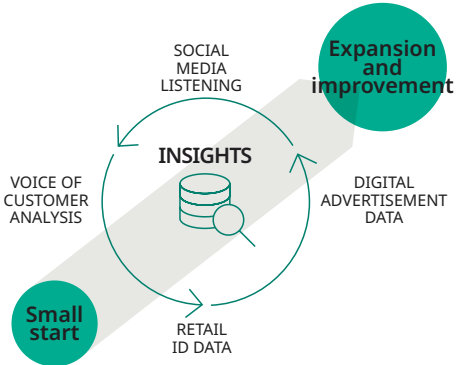 SOCIAL
MEDIA
LISTENING
Expansion
and
improvement
INSIGHTS
VOICE OF
CUSTOMER
ANALYSIS
DIGITAL
ADVERTISEMENT
DATA
Small
start
RETAIL
ID DATA